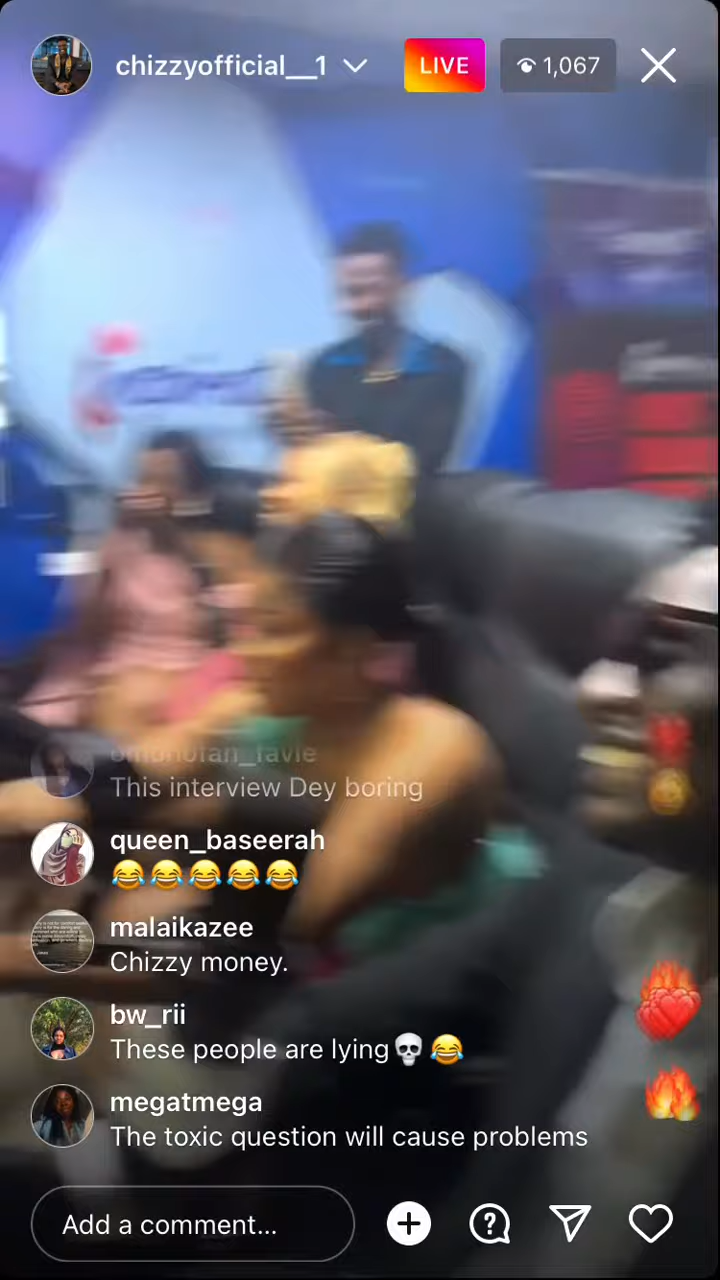 chizzyofficial__1
LIVE
1,067
This interview Dey boring
queen_baseerah
😂😂😂😂😂
malaikazee
Chizzy money.
bw_rii
These people are lying💀😂
megatmega
The toxic question will cause problems
Add a comment...